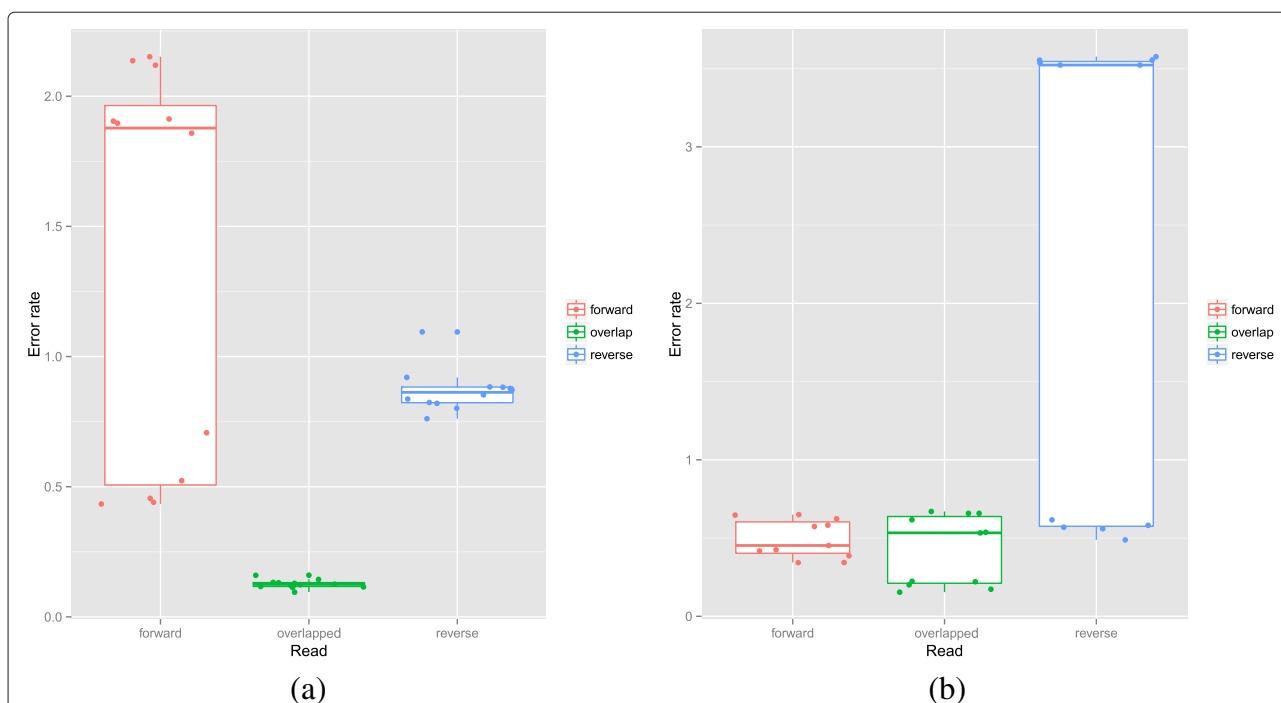 Error rate
2.0
1.5
1.0
0.5
0.0
forward
overlapped
reverse
Read
forward
overlap
reverse
(a)
Error rate
3
2
1
0
forward
overlapped
reverse
Read
forward
overlap
reverse
(b)